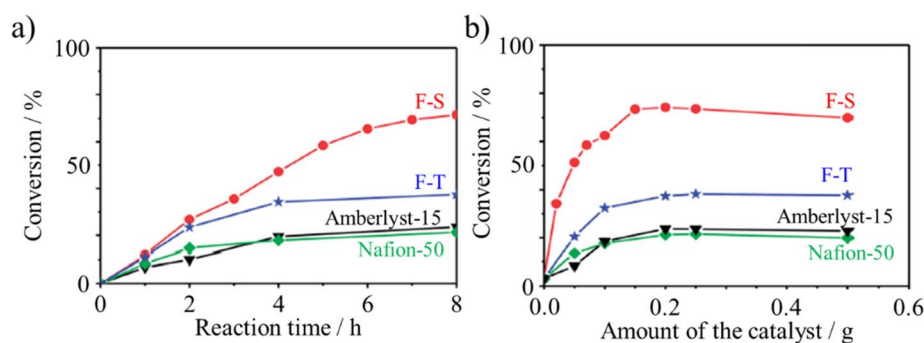 a)
100
50
0
Conversion / %
F-S
F-T
Amberlyst-15
Nafion-50
0
2
4
6
8
Reaction time / h
b)
100
50
0
Conversion / %
F-S
F-T
Amberlyst-15
Nafion-50
0.0
0.2
0.4
0.6
Amount of the catalyst / g